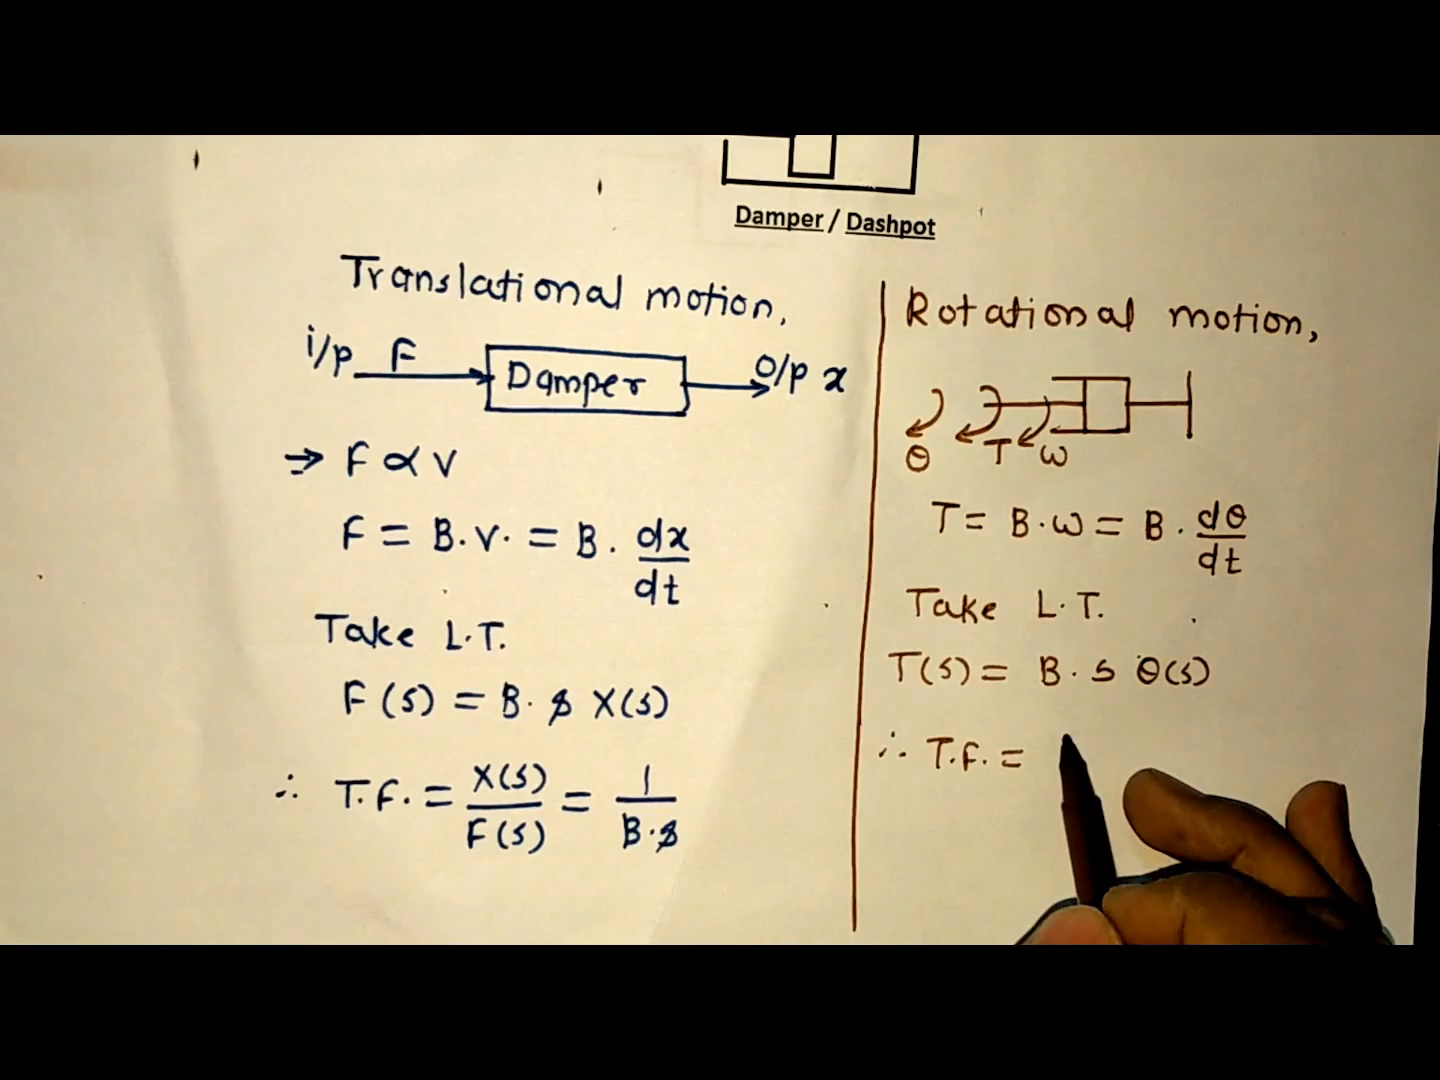 Damper / Dashpot
Translational motion,
i/p F Damper O/p x
→ F ∝ V
F = B.V. = B. dx/dt
Take L.T.
F(s) = B. s X(s)
∴ T.F. = X(s)/F(s) = 1/B.s
Rotational motion,
θ T ω
T = B.ω = B. dθ/dt
Take L.T.
T(s) = B. s θ(s)
∴ T.F. =